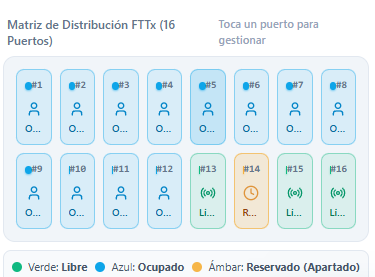 Matriz de Distribución FTTx (16 Puertos)
Toca un puerto para gestionar
#1 #2 #3 #4 #5 #6 #7 #8
O... O... O... O... O... O... O... O...
#9 #10 #11 #12 #13 #14 #15 #16
O... O... O... O... Li... R... Li... Li...
Verde: Libre Azul: Ocupado Ámbar: Reservado (Apartado)